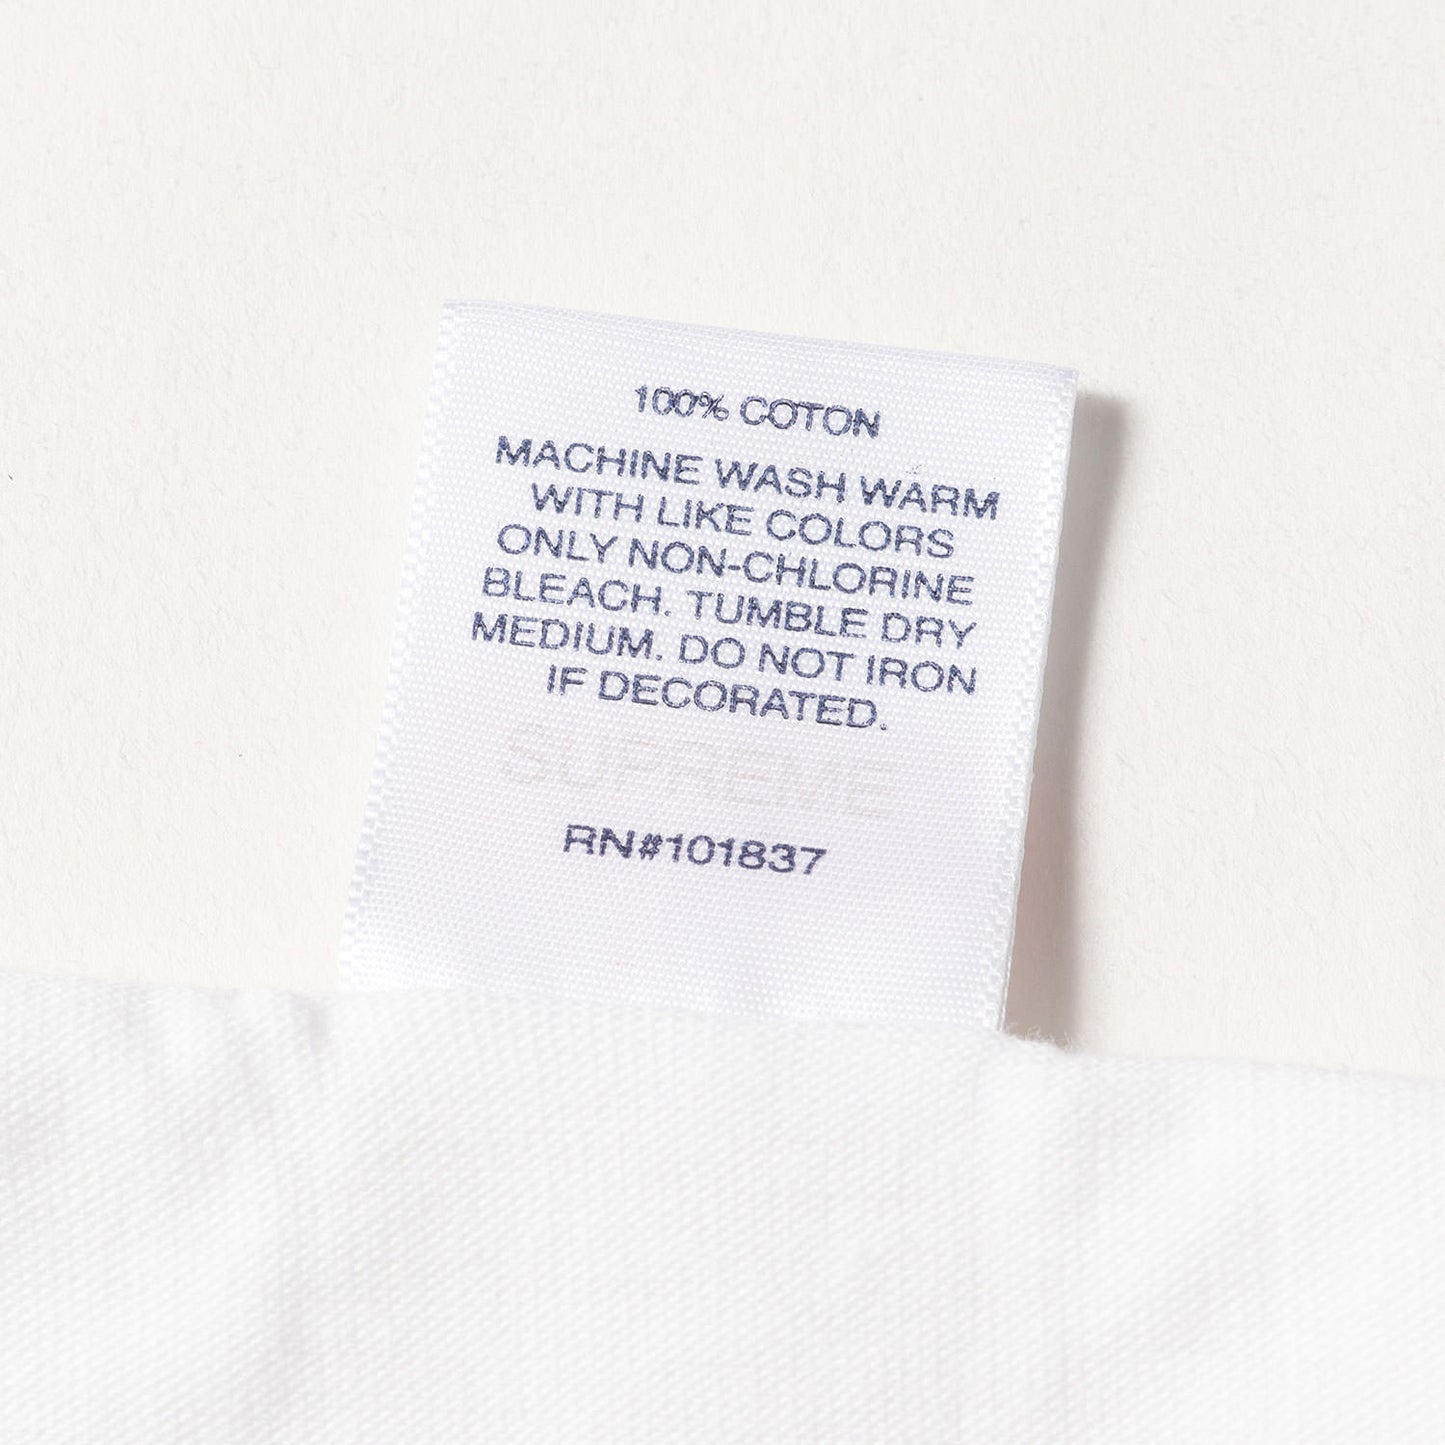 100% COTON
MACHINE WASH WARM
WITH LIKE COLORS
ONLY NON-CHLORINE
BLEACH. TUMBLE DRY
MEDIUM. DO NOT IRON
IF DECORATED.
SUPREME
RN#101837